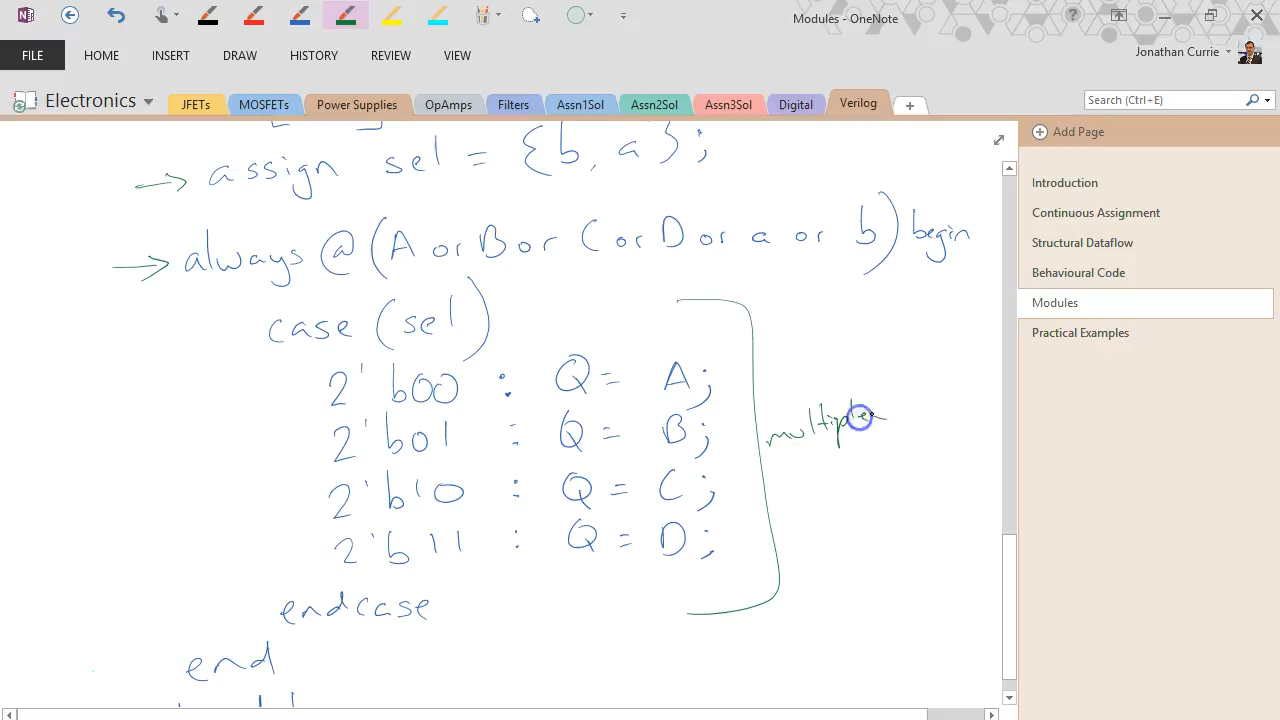 Modules - OneNote
Jonathan Currie
FILE HOME INSERT DRAW HISTORY REVIEW VIEW
Electronics JFETs MOSFETs Power Supplies OpAmps Filters Assn1Sol Assn2Sol Assn3Sol Digital Verilog
Search (Ctrl+E)
Add Page
Introduction
Continuous Assignment
Structural Dataflow
Behavioural Code
Modules
Practical Examples
assign sel = {b, a};
always @ (A or B or C or D or a or b) begin
case (sel)
2'b00 : Q = A;
2'b01 : Q = B;
2'b10 : Q = C;
2'b11 : Q = D;
endcase
end
multiple